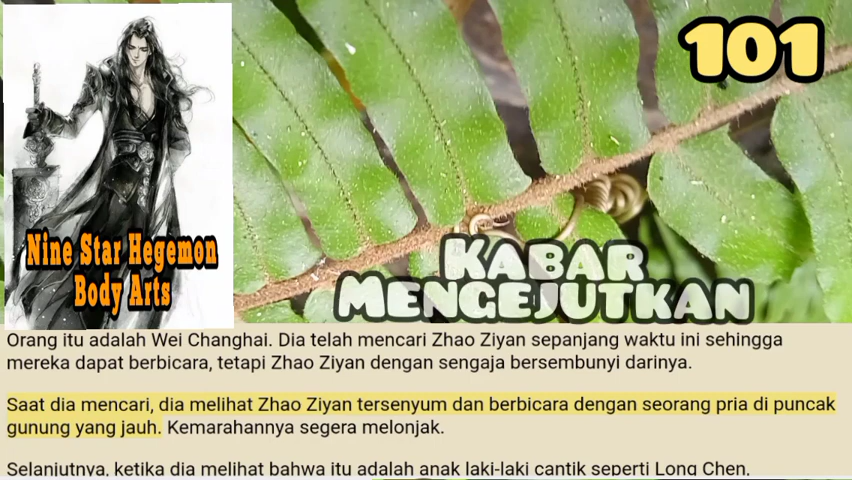 101
Nine Star Hegemon
Body Arts
KABAR
MENGEJUTKAN
Orang itu adalah Wei Changhai. Dia telah mencari Zhao Ziyan sepanjang waktu ini sehingga
mereka dapat berbicara, tetapi Zhao Ziyan dengan sengaja bersembunyi darinya.
Saat dia mencari, dia melihat Zhao Ziyan tersenyum dan berbicara dengan seorang pria di puncak
gunung yang jauh. Kemarahannya segera melonjak.
Selanjutnya, ketika dia melihat bahwa itu adalah anak laki-laki cantik seperti Long Chen,